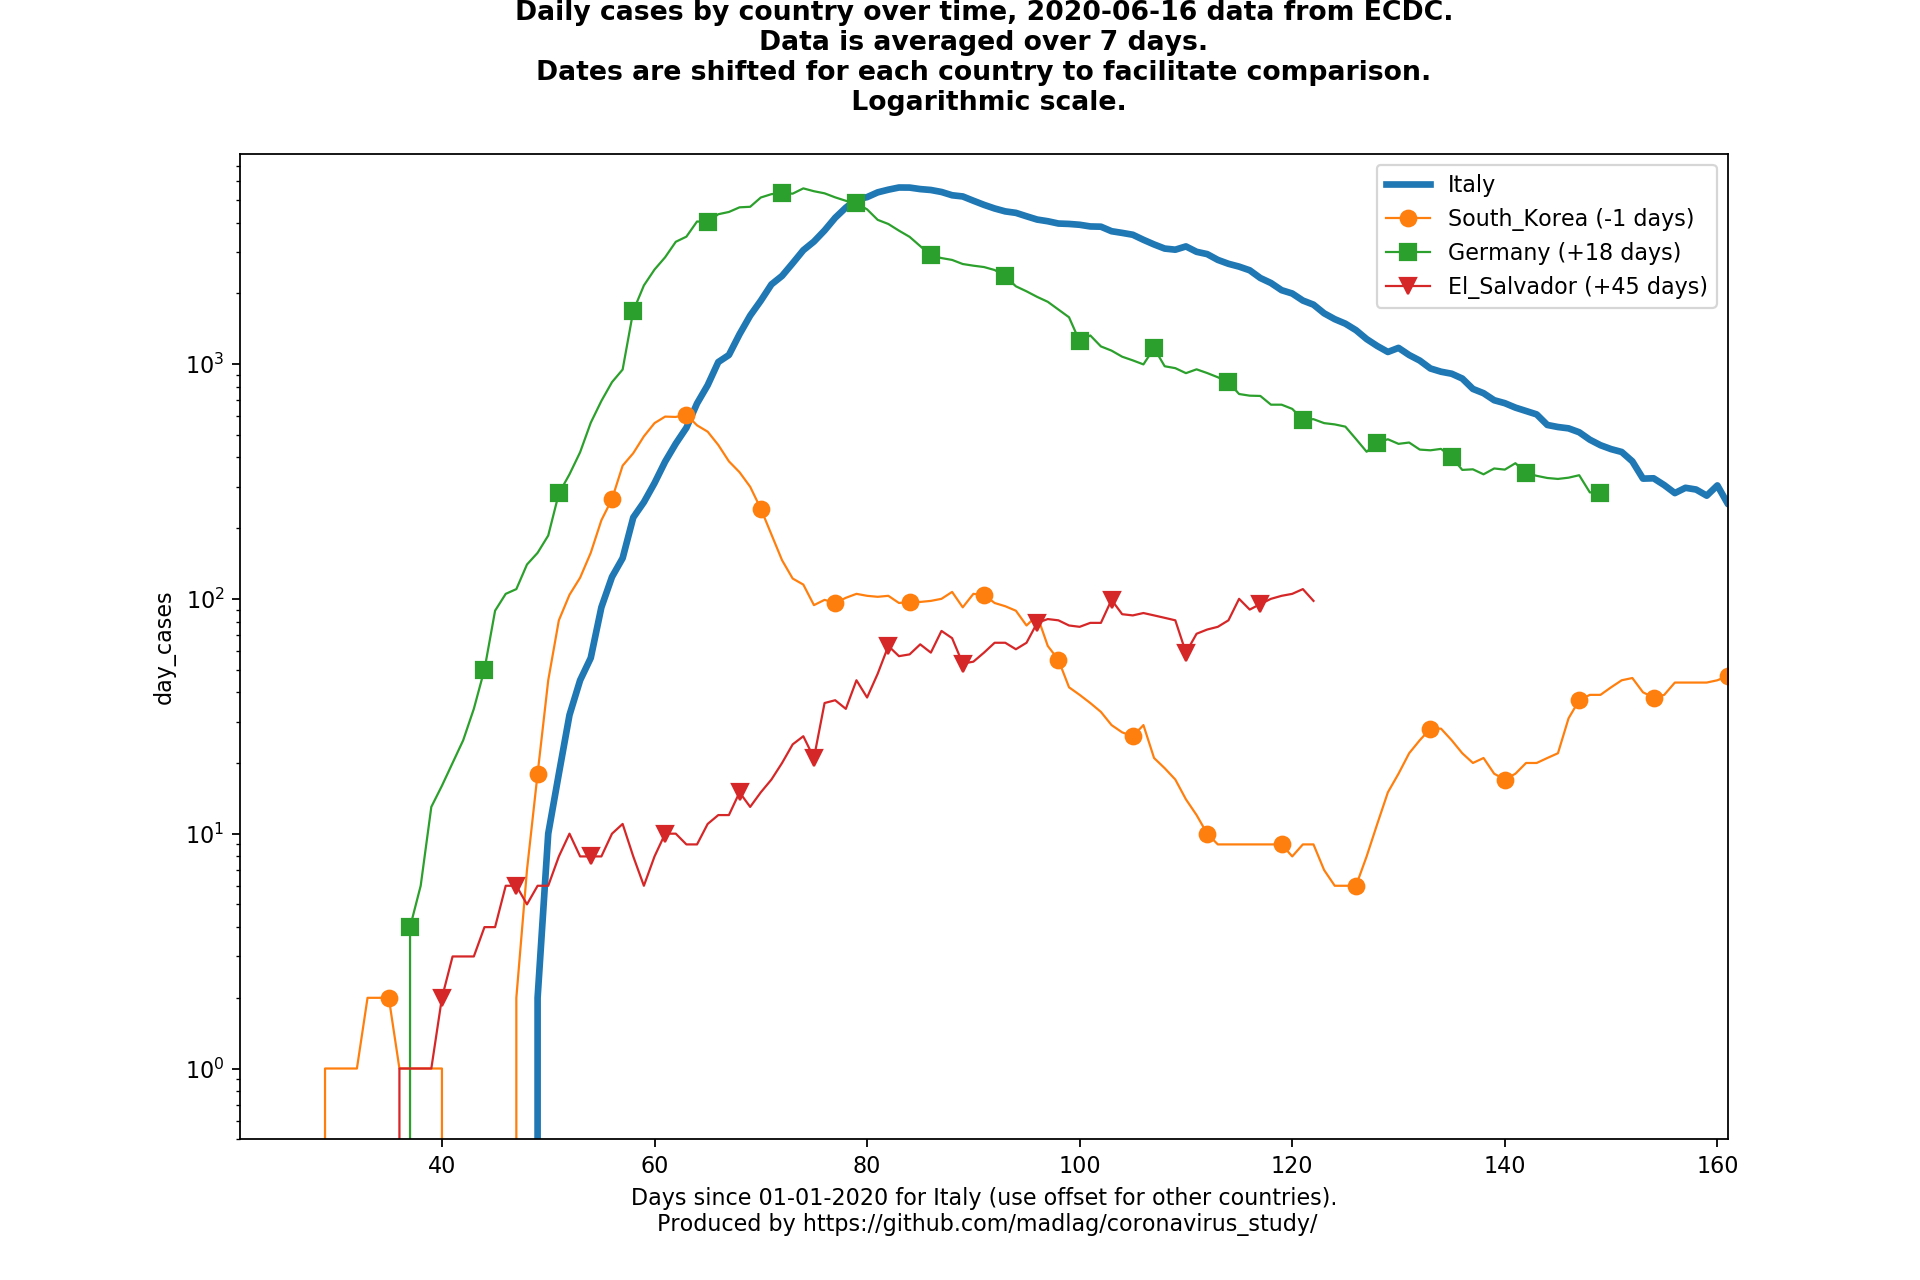 Daily cases by country over time, 2020-06-16 data from ECDC.
Data is averaged over 7 days.
Dates are shifted for each country to facilitate comparison.
Logarithmic scale.
Italy
South_Korea (-1 days)
Germany (+18 days)
El_Salvador (+45 days)
day_cases
10³
10²
10¹
10⁰
40 60 80 100 120 140 160
Days since 01-01-2020 for Italy (use offset for other countries).
Produced by https://github.com/madlag/coronavirus_study/